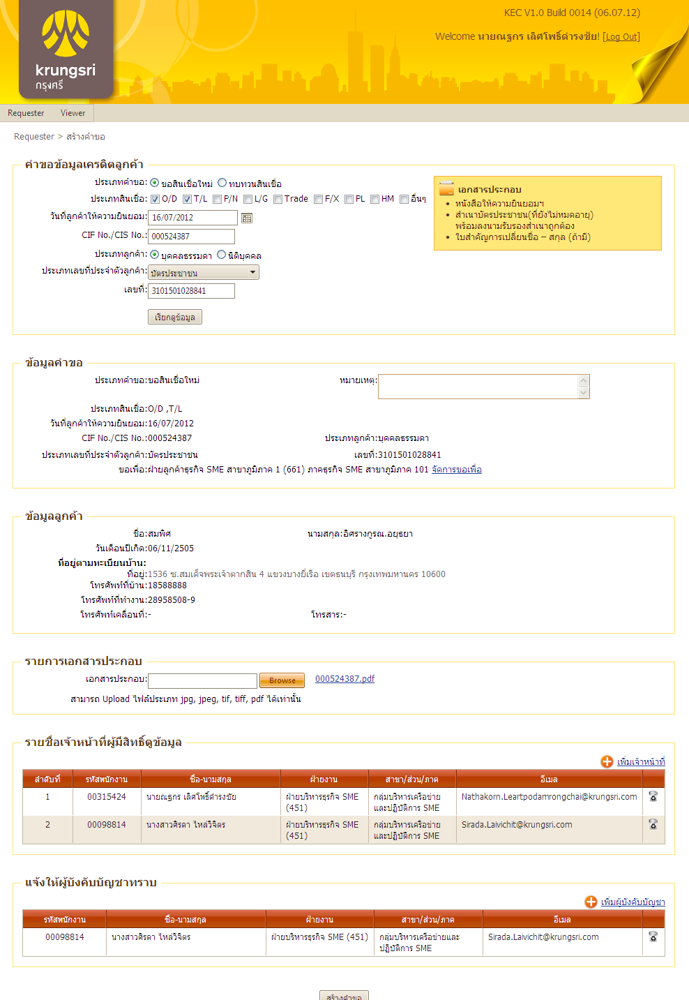 KEC V1.0 Build 0014 (06.07.12)
Welcome นายณฐกร เลิศโพธิ์ดำรงชัย! [Log Out]
krungsri
กรุงศรี
Requester Viewer
Requester > สร้างคำขอ
คำขอข้อมูลเครดิตลูกค้า
ประเภทคำขอ: ขอสินเชื่อใหม่ ทบทวนสินเชื่อ
ประเภทสินเชื่อ: O/D T/L P/N L/G Trade F/X PL HM อื่นๆ
วันที่ลูกค้าให้ความยินยอม: 16/07/2012
CIF No./CIS No.: 000524387
ประเภทลูกค้า: บุคคลธรรมดา นิติบุคคล
ประเภทเลขที่ประจำตัวลูกค้า: บัตรประชาชน
เลขที่: 3101501028841
เรียกดูข้อมูล
เอกสารประกอบ
• หนังสือให้ความยินยอมฯ
• สำเนาบัตรประชาชน(ที่ยังไม่หมดอายุ)
พร้อมลงนามรับรองสำเนาถูกต้อง
• ใบสำคัญการเปลี่ยนชื่อ – สกุล (ถ้ามี)
ข้อมูลคำขอ
ประเภทคำขอ:ขอสินเชื่อใหม่ หมายเหตุ:
ประเภทสินเชื่อ:O/D ,T/L
วันที่ลูกค้าให้ความยินยอม:16/07/2012
CIF No./CIS No.:000524387 ประเภทลูกค้า:บุคคลธรรมดา
ประเภทเลขที่ประจำตัวลูกค้า:บัตรประชาชน เลขที่:3101501028841
ขอเพื่อ:ฝ่ายลูกค้าธุรกิจ SME สาขาภูมิภาค 1 (661) ภาคธุรกิจ SME สาขาภูมิภาค 101 จัดการขอเพื่อ
ข้อมูลลูกค้า
ชื่อ:สมพิศ นามสกุล:อิศรางกูรณ.อยุธยา
วันเดือนปีเกิด:06/11/2505
ที่อยู่ตามทะเบียนบ้าน:
ที่อยู่:1536 ซ.สมเด็จพระเจ้าตากสิน 4 แขวงบางยี่เรือ เขตธนบุรี กรุงเทพมหานคร 10600
โทรศัพท์ที่บ้าน:18588888
โทรศัพท์ที่ทำงาน:28958508-9
โทรศัพท์เคลื่อนที่:- โทรสาร:-
รายการเอกสารประกอบ
เอกสารประกอบ: Browse 000524387.pdf
สามารถ Upload ไฟล์ประเภท jpg, jpeg, tif, tiff, pdf ได้เท่านั้น
รายชื่อเจ้าหน้าที่ผู้มีสิทธิ์ดูข้อมูล
เพิ่มเจ้าหน้าที่
ลำดับที่ รหัสพนักงาน ชื่อ-นามสกุล ฝ่ายงาน สาขา/ส่วน/ภาค อีเมล
1 00315424 นายณฐกร เลิศโพธิ์ดำรงชัย ฝ่ายบริหารธุรกิจ SME กลุ่มบริหารเครือข่าย Nathakorn.Leartpodamrongchai@krungsri.com
(451) และปฏิบัติการ SME
2 00098814 นางสาวศิรดา ไหล่วิจิตร ฝ่ายบริหารธุรกิจ SME กลุ่มบริหารเครือข่าย Sirada.Laivichit@krungsri.com
(451) และปฏิบัติการ SME
แจ้งให้ผู้บังคับบัญชาทราบ
เพิ่มผู้บังคับบัญชา
รหัสพนักงาน ชื่อ-นามสกุล ฝ่ายงาน สาขา/ส่วน/ภาค อีเมล
00098814 นางสาวศิรดา ไหล่วิจิตร ฝ่ายบริหารธุรกิจ SME (451) กลุ่มบริหารเครือข่ายและ Sirada.Laivichit@krungsri.com
ปฏิบัติการ SME
สร้างคำขอ